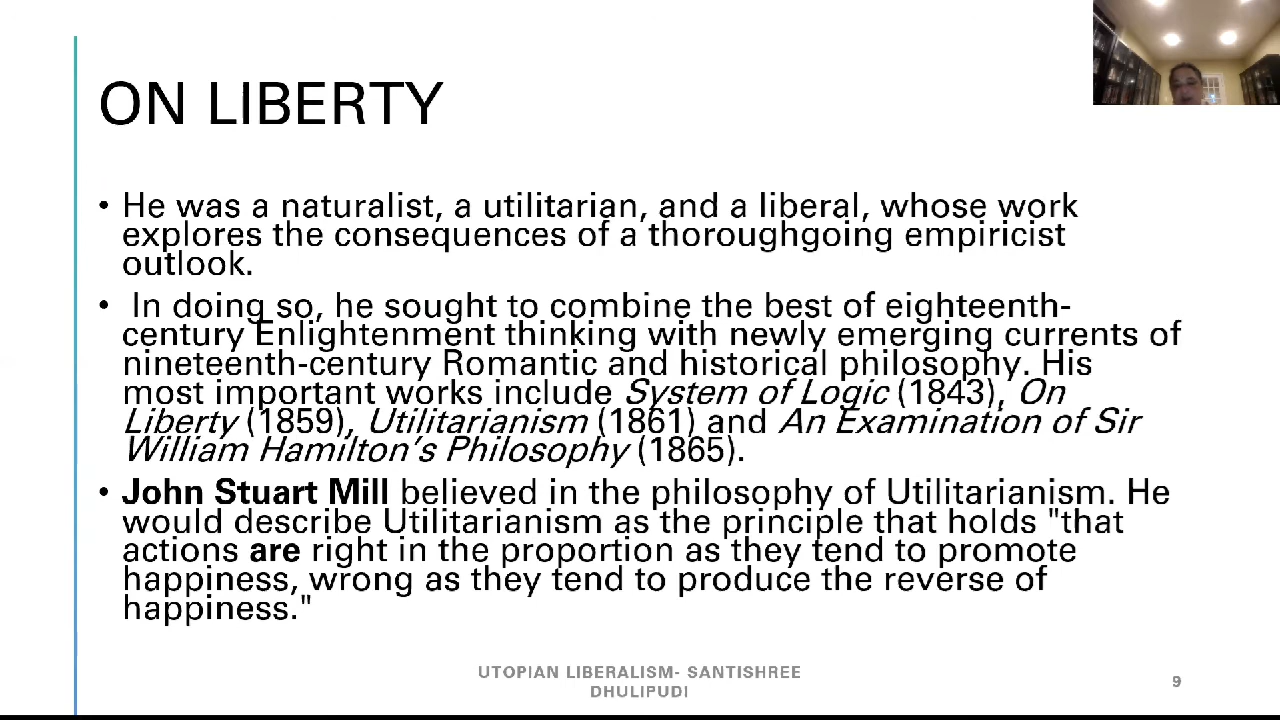 ON LIBERTY
• He was a naturalist, a utilitarian, and a liberal, whose work
explores the consequences of a thoroughgoing empiricist
outlook.
• In doing so, he sought to combine the best of eighteenth-
century Enlightenment thinking with newly emerging currents of
nineteenth-century Romantic and historical philosophy. His
most important works include System of Logic (1843), On
Liberty (1859), Utilitarianism (1861) and An Examination of Sir
William Hamilton's Philosophy (1865).
• John Stuart Mill believed in the philosophy of Utilitarianism. He
would describe Utilitarianism as the principle that holds "that
actions are right in the proportion as they tend to promote
happiness, wrong as they tend to produce the reverse of
happiness."
UTOPIAN LIBERALISM- SANTISHREE
DHULIPUDI
9